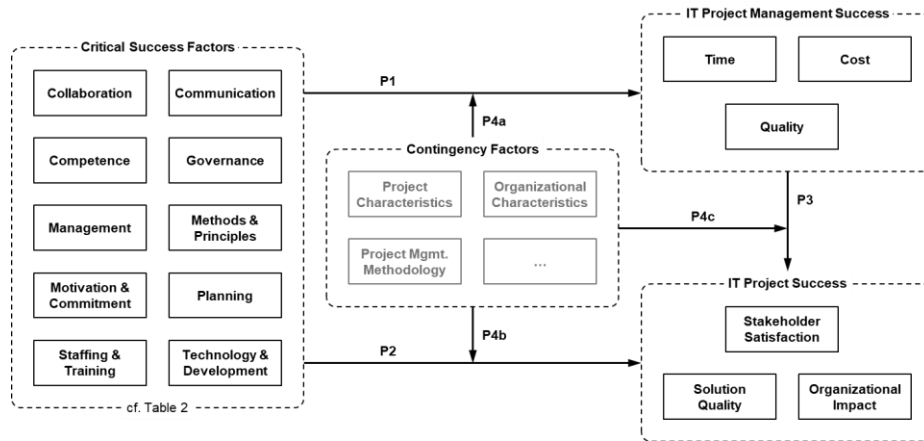 Critical Success Factors
Collaboration
Communication
Competence
Governance
Management
Methods &
Principles
Motivation &
Commitment
Planning
Staffing &
Training
Technology &
Development
cf. Table 2
P1
P4a
Contingency Factors
Project
Characteristics
Organizational
Characteristics
Project Mgmt.
Methodology
...
P4b
P2
P4c
IT Project Management Success
Time
Cost
Quality
P3
IT Project Success
Stakeholder
Satisfaction
Solution
Quality
Organizational
Impact